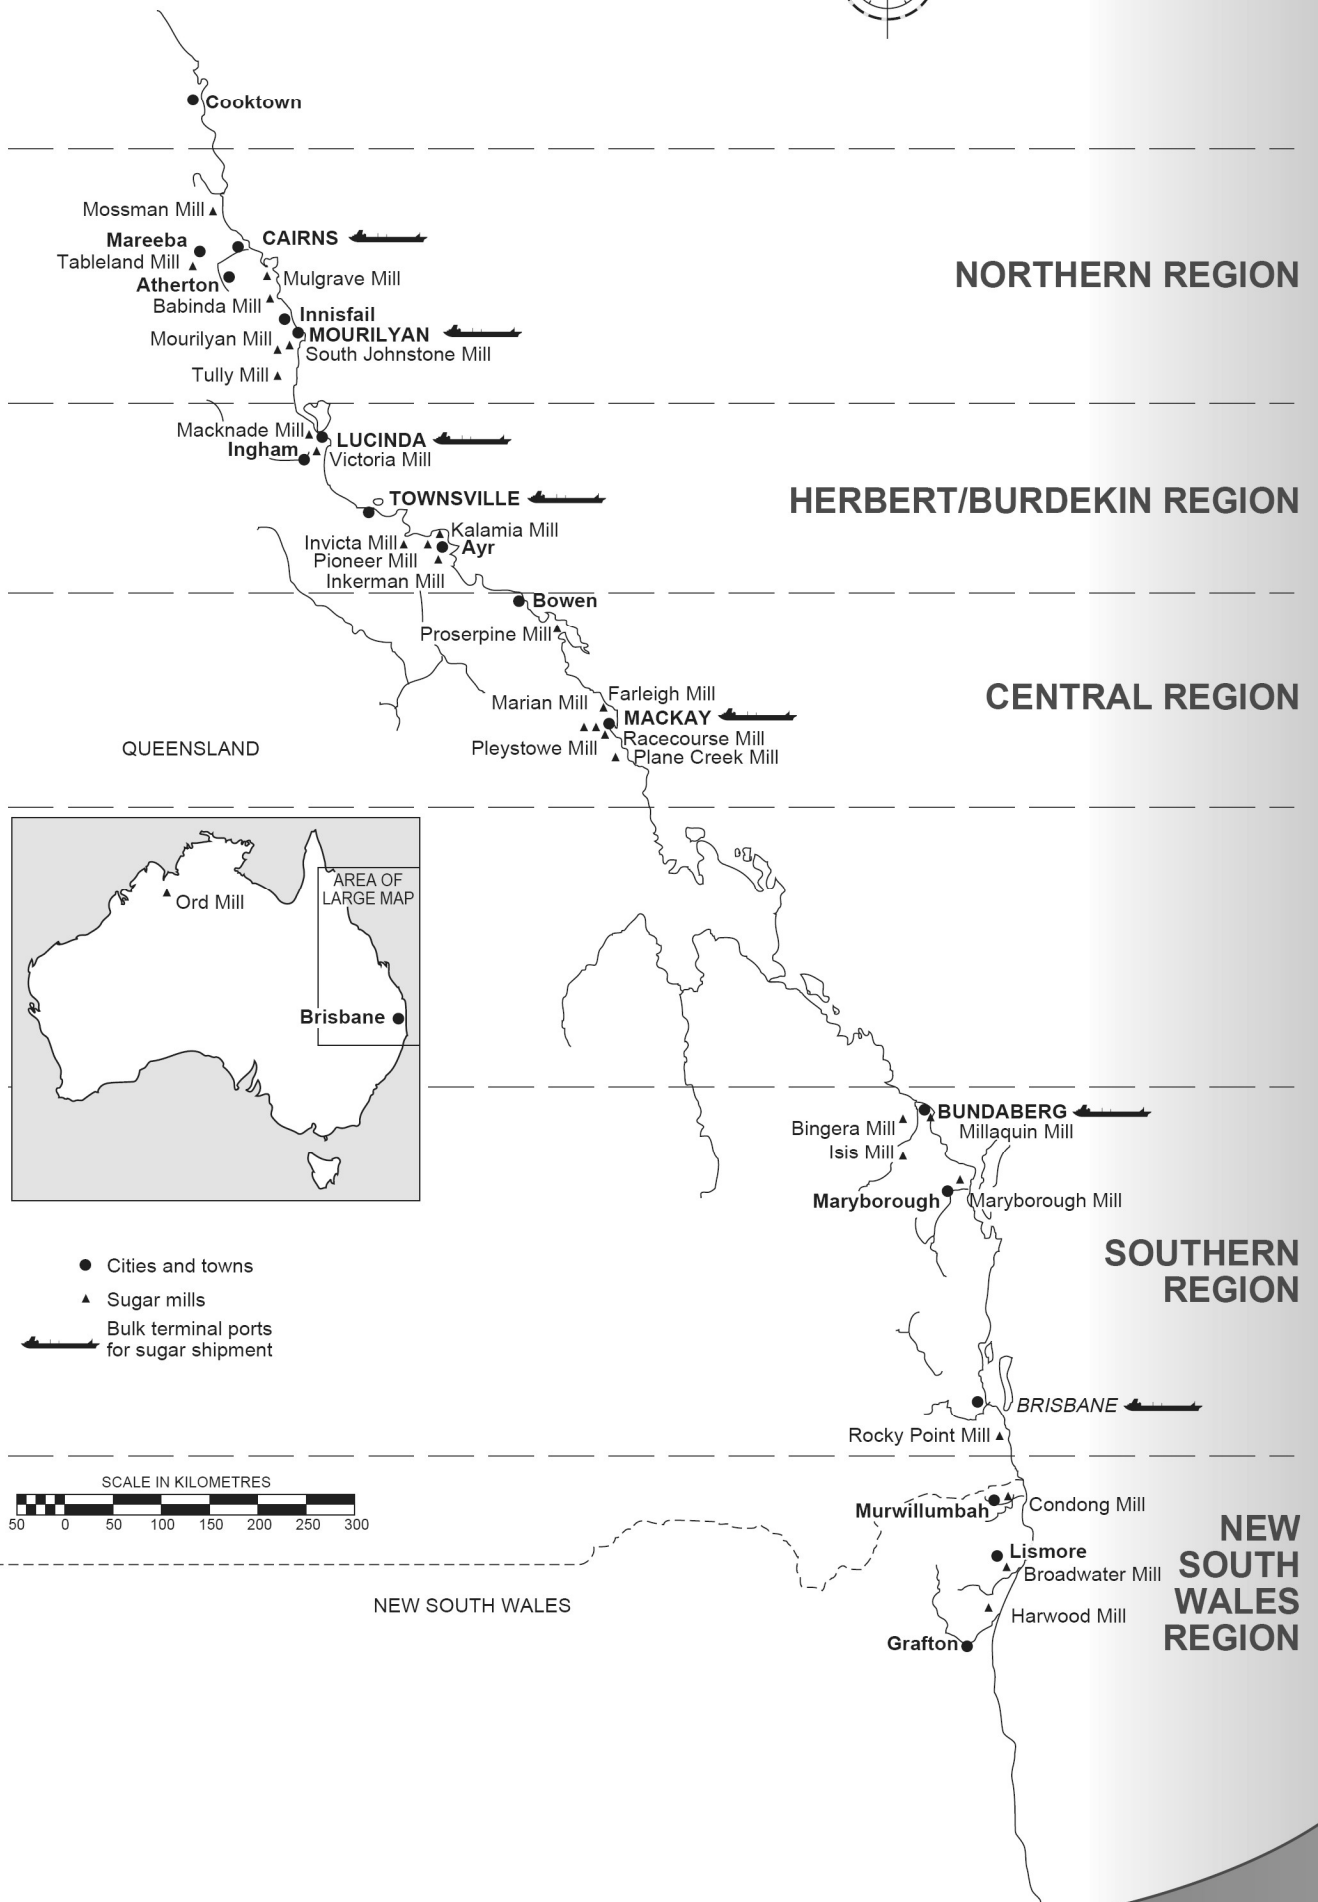 Cooktown
Mossman Mill
CAIRNS
Mareeba
Tableland Mill
NORTHERN REGION
Mulgrave Mill
Atherton
Babinda Mill
Innisfail
MOURILYAN
Mourilyan Mill
South Johnstone Mill
Tully Mill
Macknade Mill
LUCINDA
Ingham
Victoria Mill
TOWNSVILLE
HERBERT/BURDEKIN REGION
Kalamia Mill
Invicta Mill
Ayr
Pioneer Mill
Inkerman Mill
Bowen
Proserpine Mill
Farleigh Mill
CENTRAL REGION
Marian Mill
MACKAY
Racecourse Mill
Pleystowe Mill
QUEENSLAND
Plane Creek Mill
AREA OF
LARGE MAP
Ord Mill
Brisbane
BUNDABERG
Bingera Mill
Millaquin Mill
Isis Mill
Maryborough
Maryborough Mill
SOUTHERN
REGION
Cities and towns
Sugar mills
Bulk terminal ports
for sugar shipment
BRISBANE
Rocky Point Mill
SCALE IN KILOMETRES
50 0 50 100 150 200 250 300
Murwillumbah
Condong Mill
Lismore
Broadwater Mill
NEW
SOUTH
WALES
REGION
NEW SOUTH WALES
Harwood Mill
Grafton